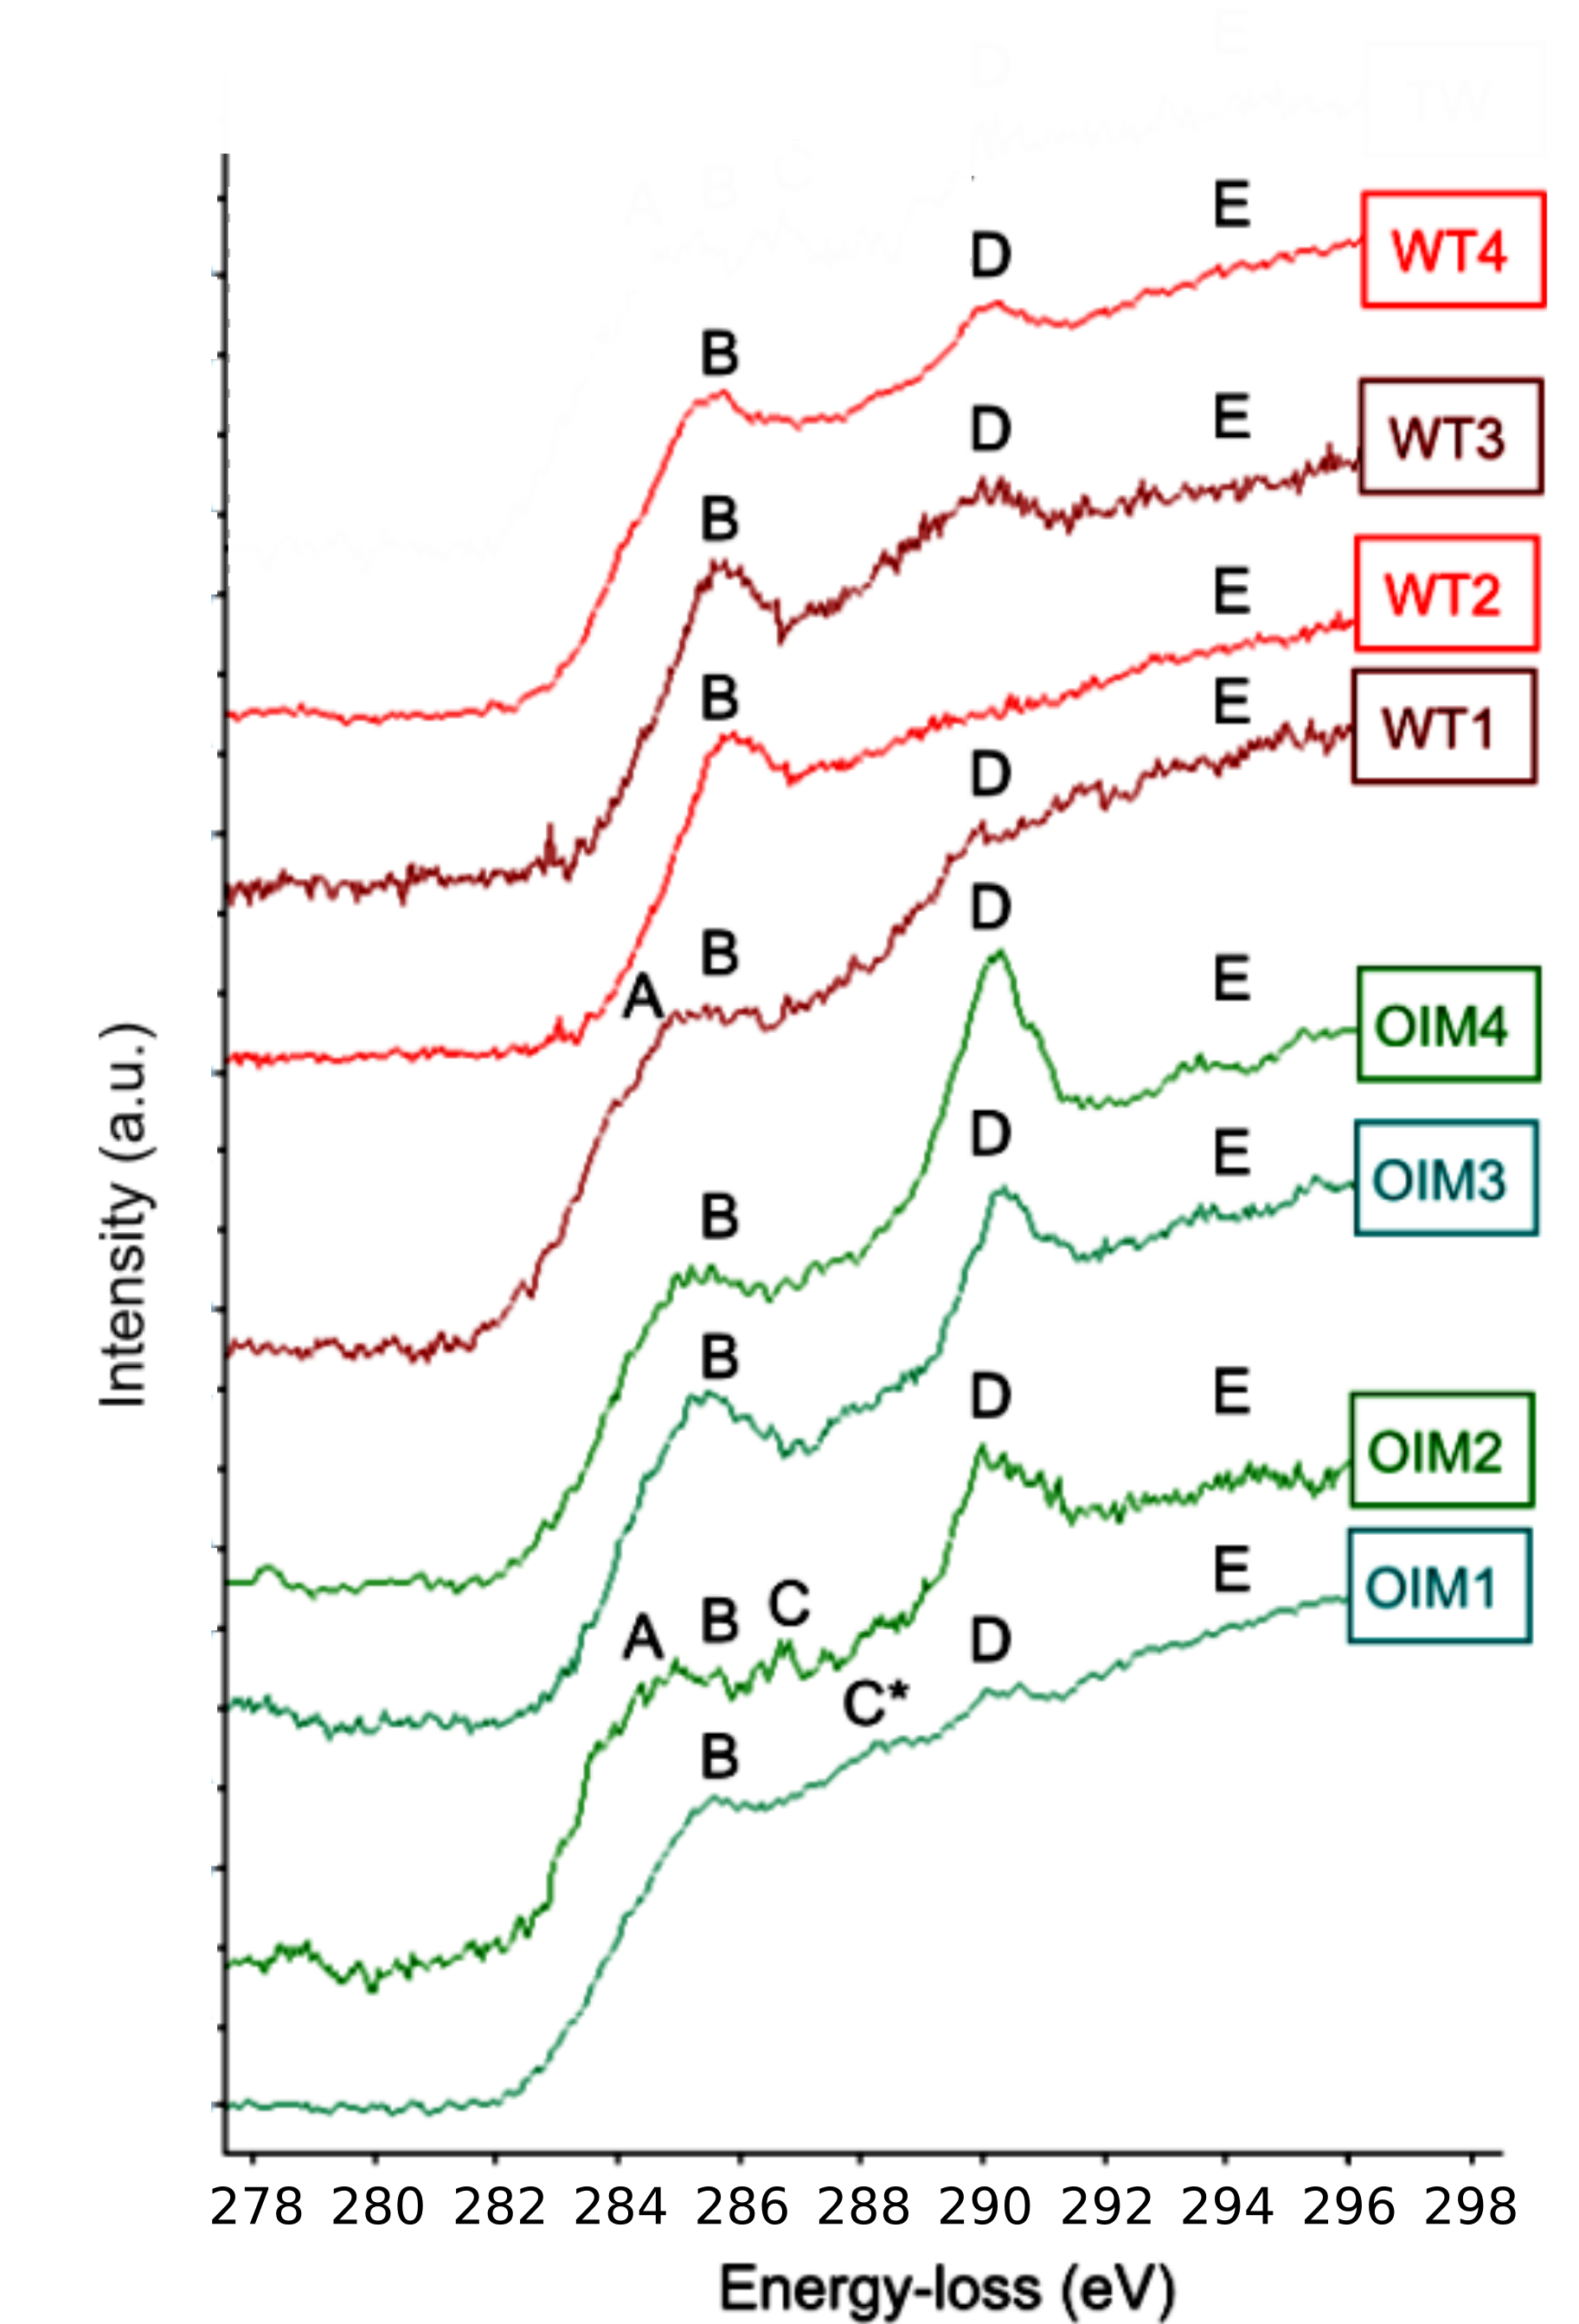 E
D
WT4
B
E
D
WT3
B
E
WT2
B
E
WT1
D
D
B
E
A
OIM4
D
E
OIM3
B
B
E
D
OIM2
E
C
OIM1
A
B
D
C*
B
Intensity (a.u.)
278 280 282 284 286 288 290 292 294 296 298
Energy-loss (eV)